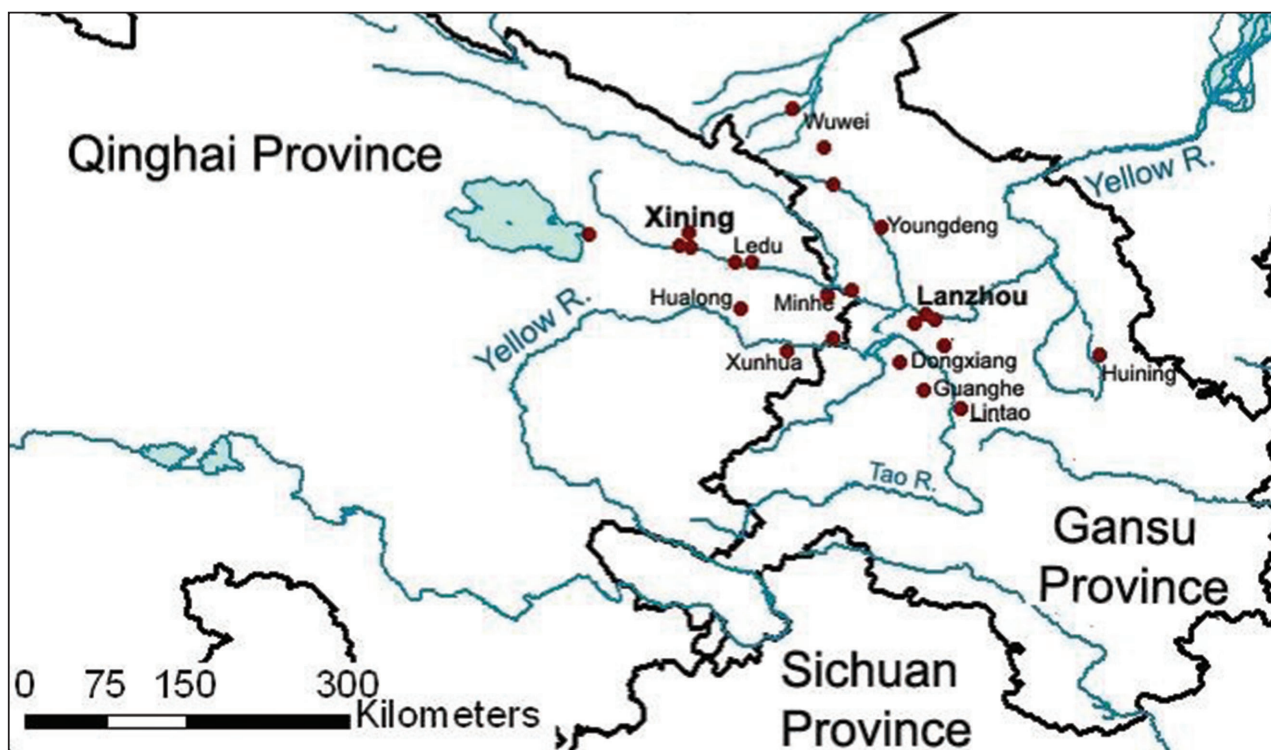 Wuwei
Qinghai Province
Yellow R.
Xining
Youngdeng
Ledu
Hualong
Minhe
Lanzhou
Yellow R.
Xunhua
Dongxiang
Huining
Guanghe
Lintao
Tao R.
Gansu
Province
Sichuan
Province
0 75 150 300
Kilometers